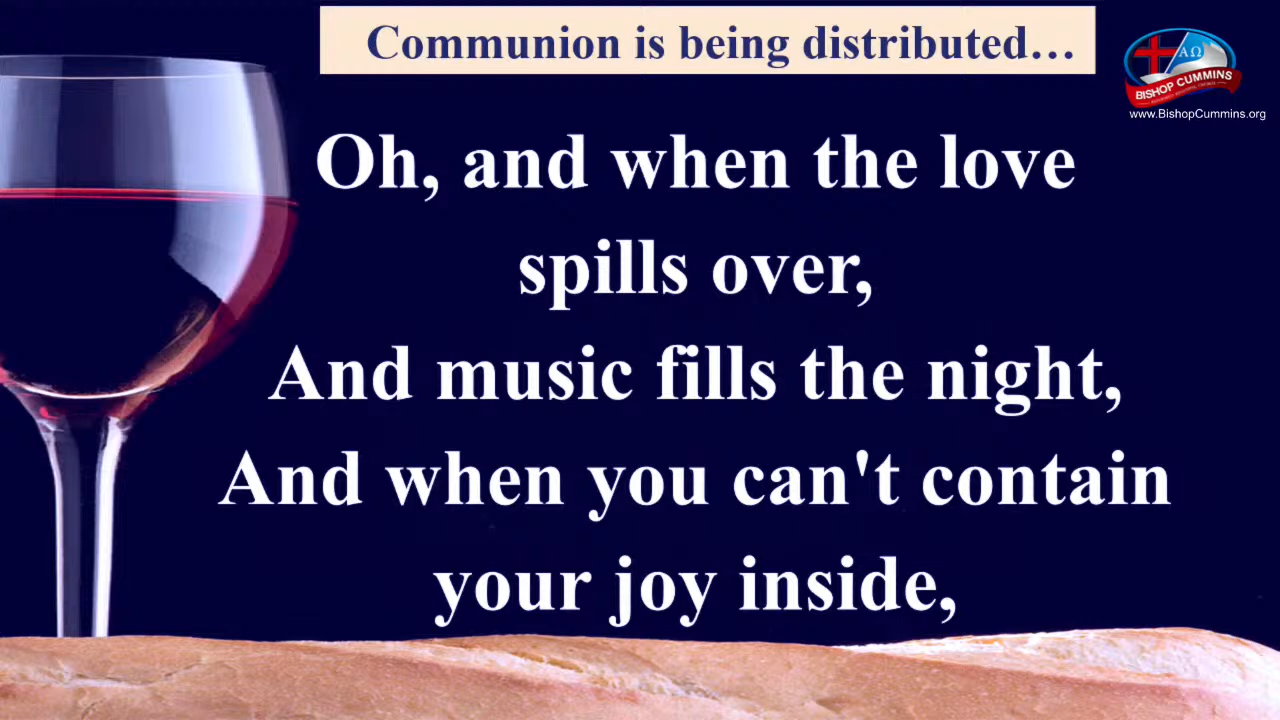 Communion is being distributed…
ΑΩ
BISHOP CUMMINS
www.BishopCummins.org
Oh, and when the love
spills over,
And music fills the night,
And when you can't contain
your joy inside,